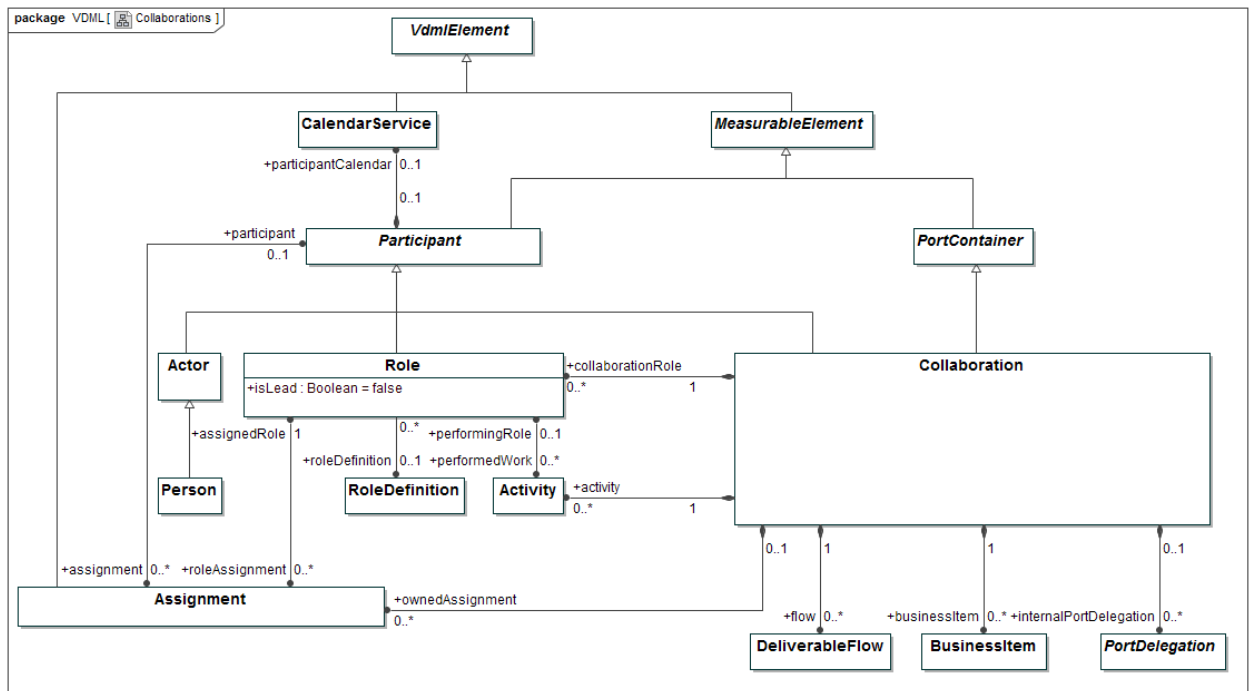 package VDML [ Collaborations ]
VdmlElement
CalendarService
MeasurableElement
+participantCalendar 0..1
0..1
+participant
0..1
Participant
PortContainer
Actor
Role
+isLead : Boolean = false
+collaborationRole
0..* 1
Collaboration
+assignedRole 1
0..*
+performingRole 0..1
+roleDefinition 0..1
+performedWork 0..*
Person
RoleDefinition
Activity
+activity
0..* 1
0..1
1
1
0..1
+assignment 0..*
+roleAssignment 0..*
Assignment
+ownedAssignment
0..*
+flow 0..*
+businessItem 0..*
+internalPortDelegation 0..*
DeliverableFlow
BusinessItem
PortDelegation